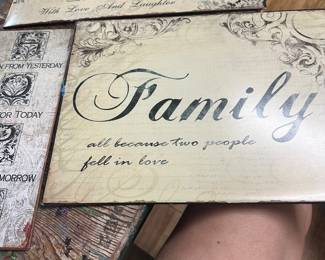 With Love And Laughter
N FROM YESTERDAY
FOR TODAY
MORROW
Family
all because two people
fell in love